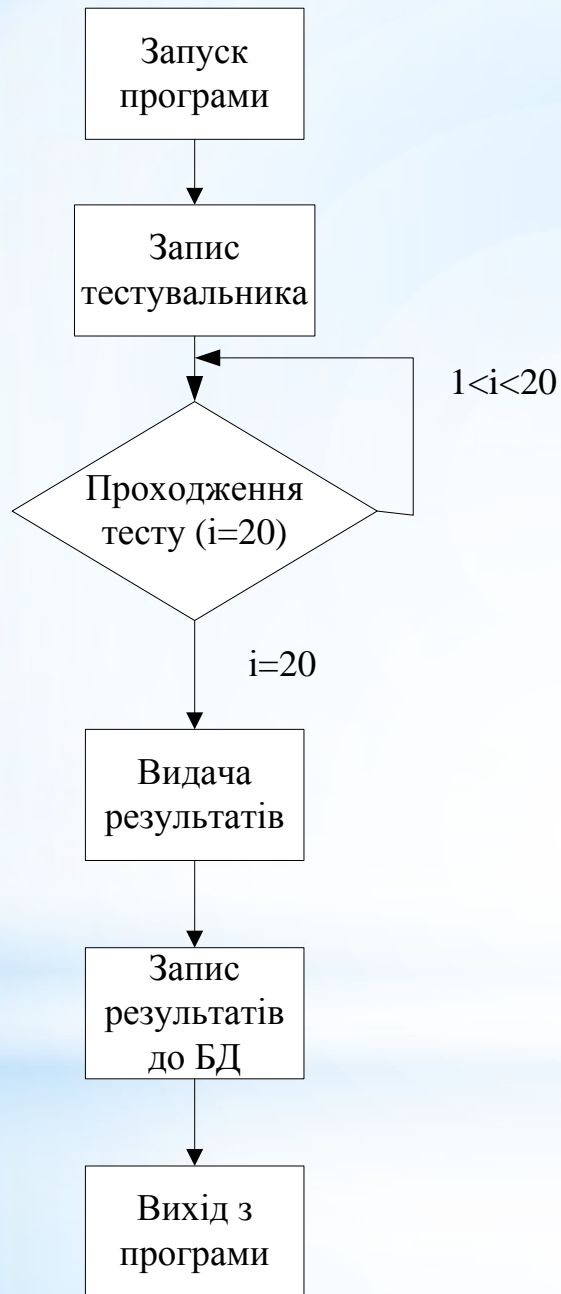 Запуск
програми
Запис
тестувальника
1<i<20
Проходження
тесту (i=20)
i=20
Видача
результатів
Запис
результатів
до БД
Вихід з
програми